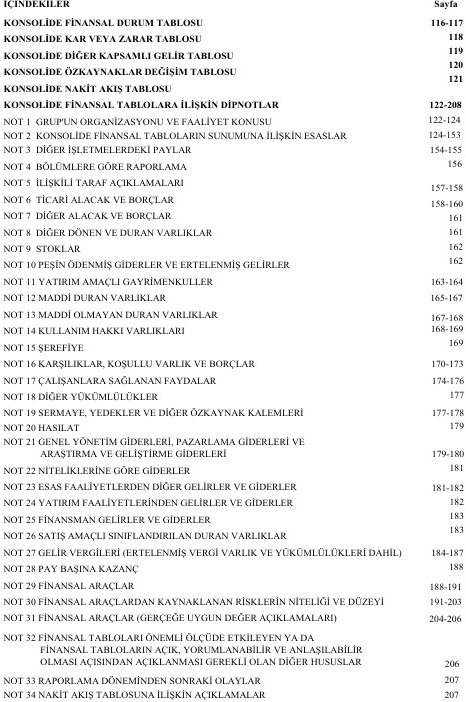 İÇİNDEKİLER Sayfa
KONSOLİDE FİNANSAL DURUM TABLOSU 116-117
KONSOLİDE KAR VEYA ZARAR TABLOSU 118
KONSOLİDE DİĞER KAPSAMLI GELİR TABLOSU 119
KONSOLİDE ÖZKAYNAKLAR DEĞİŞİM TABLOSU 120
KONSOLİDE NAKİT AKIŞ TABLOSU 121
KONSOLİDE FİNANSAL TABLOLARA İLİŞKİN DİPNOTLAR 122-208
NOT 1 GRUP'UN ORGANİZASYONU VE FAALİYET KONUSU 122-124
NOT 2 KONSOLİDE FİNANSAL TABLOLARIN SUNUMUNA İLİŞKİN ESASLAR 124-153
NOT 3 DİĞER İŞLETMELERDEKİ PAYLAR 154-155
NOT 4 BÖLÜMLERE GÖRE RAPORLAMA 156
NOT 5 İLİŞKİLİ TARAF AÇIKLAMALARI 157-158
NOT 6 TİCARİ ALACAK VE BORÇLAR 158-160
NOT 7 DİĞER ALACAK VE BORÇLAR 161
NOT 8 DİĞER DÖNEN VE DURAN VARLIKLAR 161
NOT 9 STOKLAR 162
NOT 10 PEŞİN ÖDENMİŞ GİDERLER VE ERTELENMİŞ GELİRLER 162
NOT 11 YATIRIM AMAÇLI GAYRİMENKULLER 163-164
NOT 12 MADDİ DURAN VARLIKLAR 165-167
NOT 13 MADDİ OLMAYAN DURAN VARLIKLAR 167-168
NOT 14 KULLANIM HAKKI VARLIKLARI 168-169
NOT 15 ŞEREFİYE 169
NOT 16 KARŞILIKLAR, KOŞULLU VARLIK VE BORÇLAR 170-173
NOT 17 ÇALIŞANLARA SAĞLANAN FAYDALAR 174-176
NOT 18 DİĞER YÜKÜMLÜLÜKLER 177
NOT 19 SERMAYE, YEDEKLER VE DİĞER ÖZKAYNAK KALEMLERİ 177-178
NOT 20 HASILAT 179
NOT 21 GENEL YÖNETİM GİDERLERİ, PAZARLAMA GİDERLERİ VE
ARAŞTIRMA VE GELİŞTİRME GİDERLERİ 179-180
NOT 22 NİTELİKLERİNE GÖRE GİDERLER 181
NOT 23 ESAS FAALİYETLERDEN DİĞER GELİRLER VE GİDERLER 181-182
NOT 24 YATIRIM FAALİYETLERİNDEN GELİRLER VE GİDERLER 182
NOT 25 FİNANSMAN GELİRLER VE GİDERLER 183
NOT 26 SATIŞ AMAÇLI SINIFLANDIRILAN DURAN VARLIKLAR 183
NOT 27 GELİR VERGİLERİ (ERTELENMİŞ VERGİ VARLIK VE YÜKÜMLÜLÜKLERİ DAHİL) 184-187
NOT 28 PAY BAŞINA KAZANÇ 188
NOT 29 FİNANSAL ARAÇLAR 188-191
NOT 30 FİNANSAL ARAÇLARDAN KAYNAKLANAN RİSKLERİN NİTELİĞİ VE DÜZEYİ 191-203
NOT 31 FİNANSAL ARAÇLAR (GERÇEĞE UYGUN DEĞER AÇIKLAMALARI) 204-206
NOT 32 FİNANSAL TABLOLARI ÖNEMLİ ÖLÇÜDE ETKİLEYEN YA DA
FİNANSAL TABLOLARIN AÇIK, YORUMLANABİLİR VE ANLAŞILABİLİR
OLMASI AÇISINDAN AÇIKLANMASI GEREKLİ OLAN DİĞER HUSUSLAR 206
NOT 33 RAPORLAMA DÖNEMİNDEN SONRAKİ OLAYLAR 207
NOT 34 NAKİT AKIŞ TABLOSUNA İLİŞKİN AÇIKLAMALAR 207